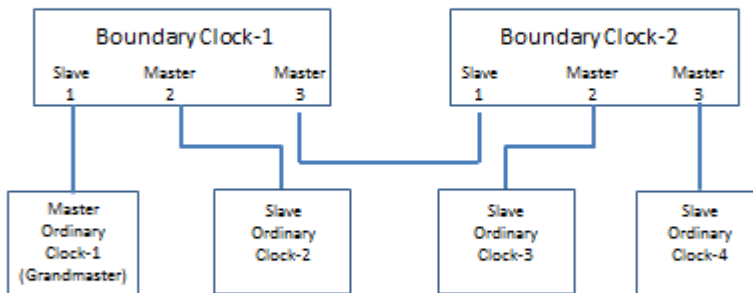 Boundary Clock-1
Slave Master Master
1 2 3
Boundary Clock-2
Slave Master Master
1 2 3
Master
Ordinary
Clock-1
(Grandmaster)
Slave
Ordinary
Clock-2
Slave
Ordinary
Clock-3
Slave
Ordinary
Clock-4